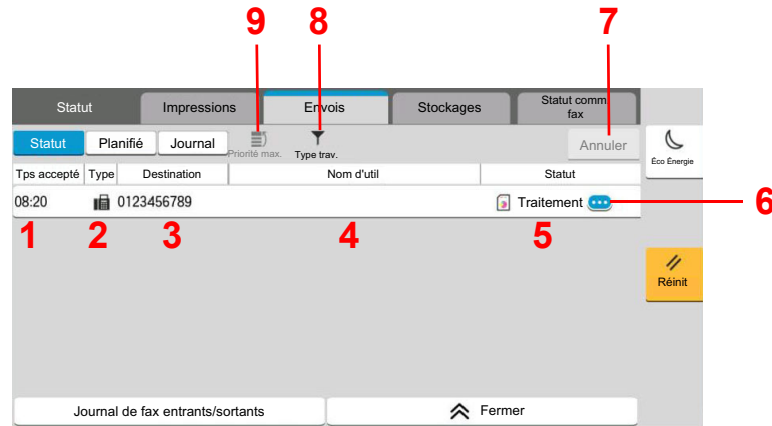 9 8 7
Statut Impressions Envois Stockages Statut comm.
fax
Statut Planifié Journal Priorité max. Type trav. Annuler
Éco Énergie
Tps accepté Type Destination Nom d'util Statut
08:20 0123456789 Traitement 6
1 2 3 4 5
Réinit
Journal de fax entrants/sortants Fermer